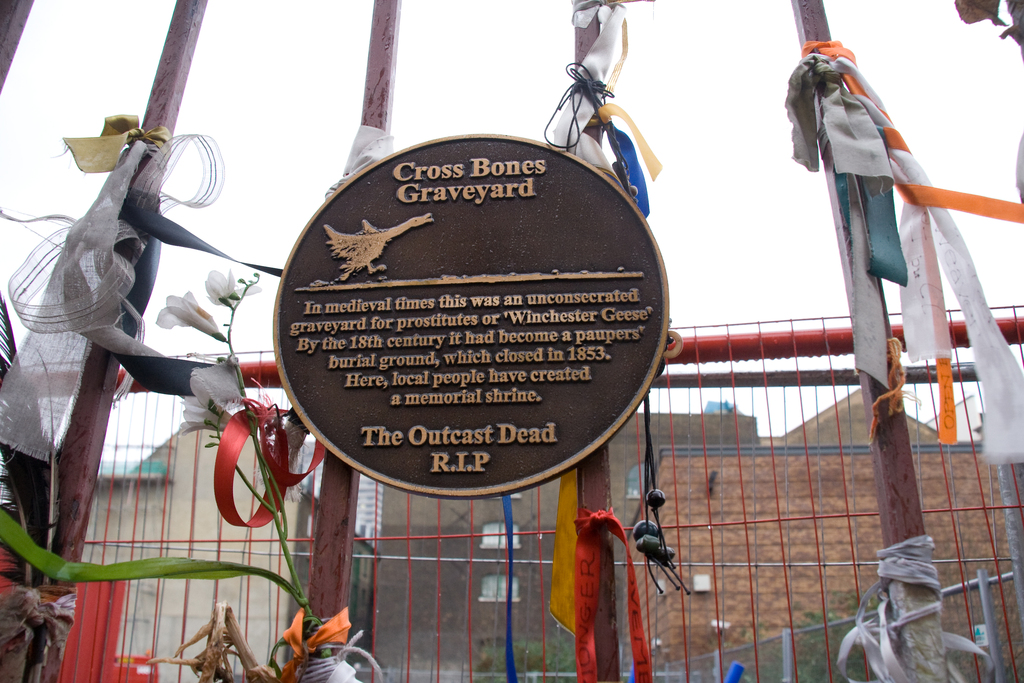 Cross Bones
Graveyard
In medieval times this was an unconsecrated
graveyard for prostitutes or 'Winchester Geese'
By the 18th century it had become a paupers'
burial ground, which closed in 1853.
Here, local people have created
a memorial shrine.
The Outcast Dead
R.I.P